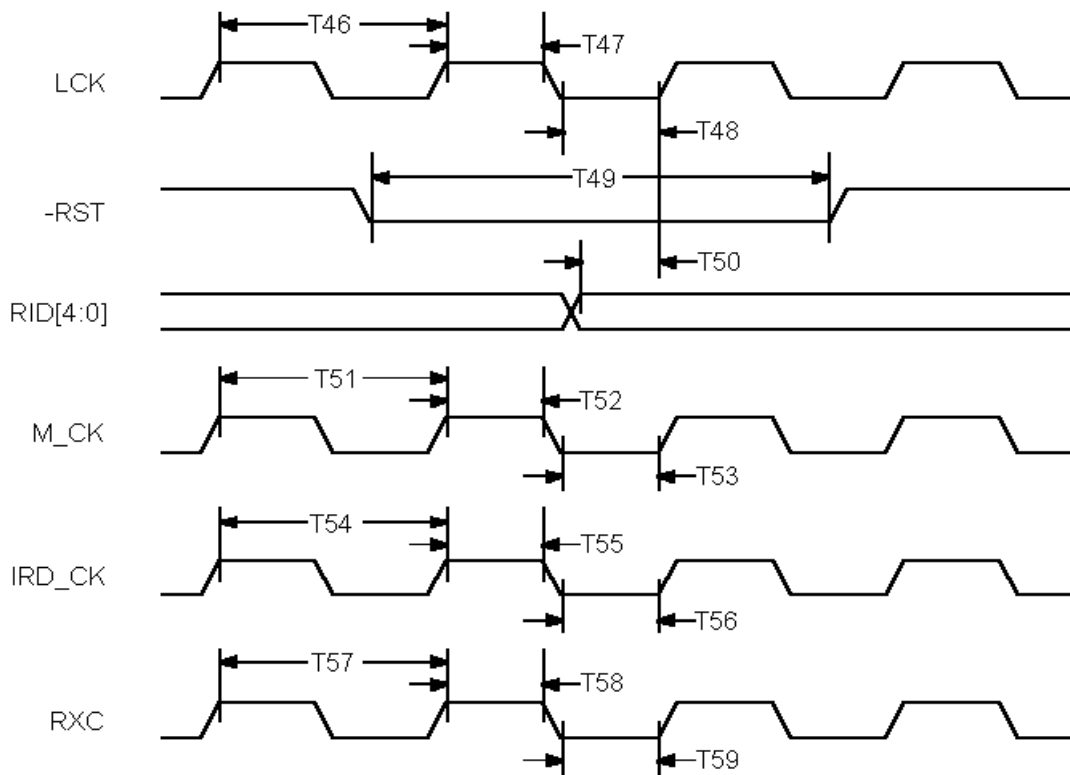 T46
T47
LCK
T48
T49
-RST
T50
RID[4:0]
T51
T52
M_CK
T53
T54
T55
IRD_CK
T56
T57
T58
RXC
T59